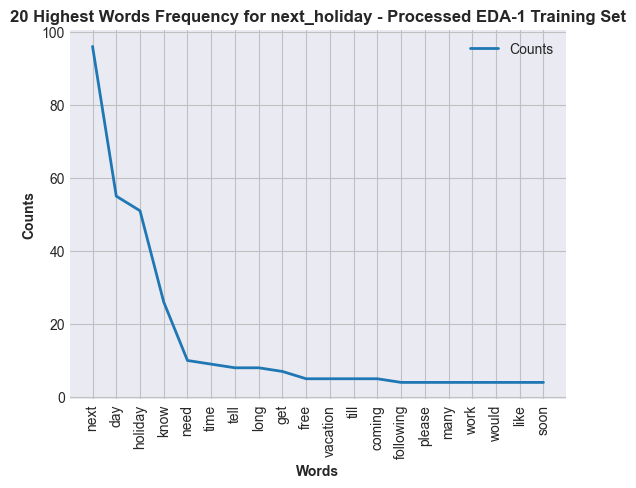 20 Highest Words Frequency for next_holiday - Processed EDA-1 Training Set
Counts
100
80
60
40
20
0
Counts
next
day
holiday
know
need
time
tell
long
get
free
vacation
till
coming
following
please
many
work
would
like
soon
Words